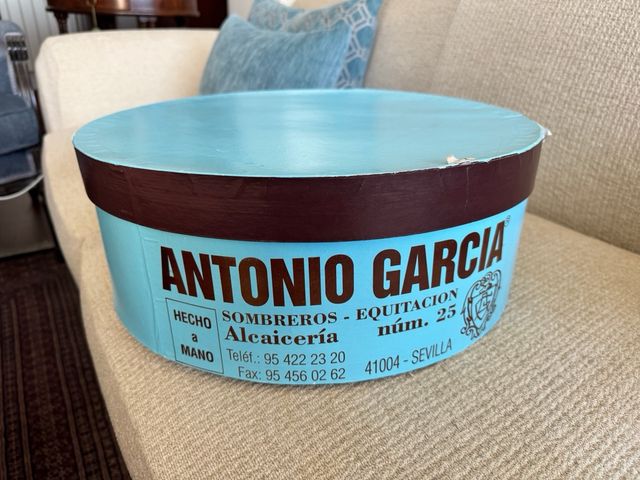 ANTONIO GARCIA®
SOMBREROS - EQUITACION
Alcaicería núm. 25
HECHO
a
MANO
Teléf.: 95 422 23 20
Fax: 95 456 02 62
41004 - SEVILLA